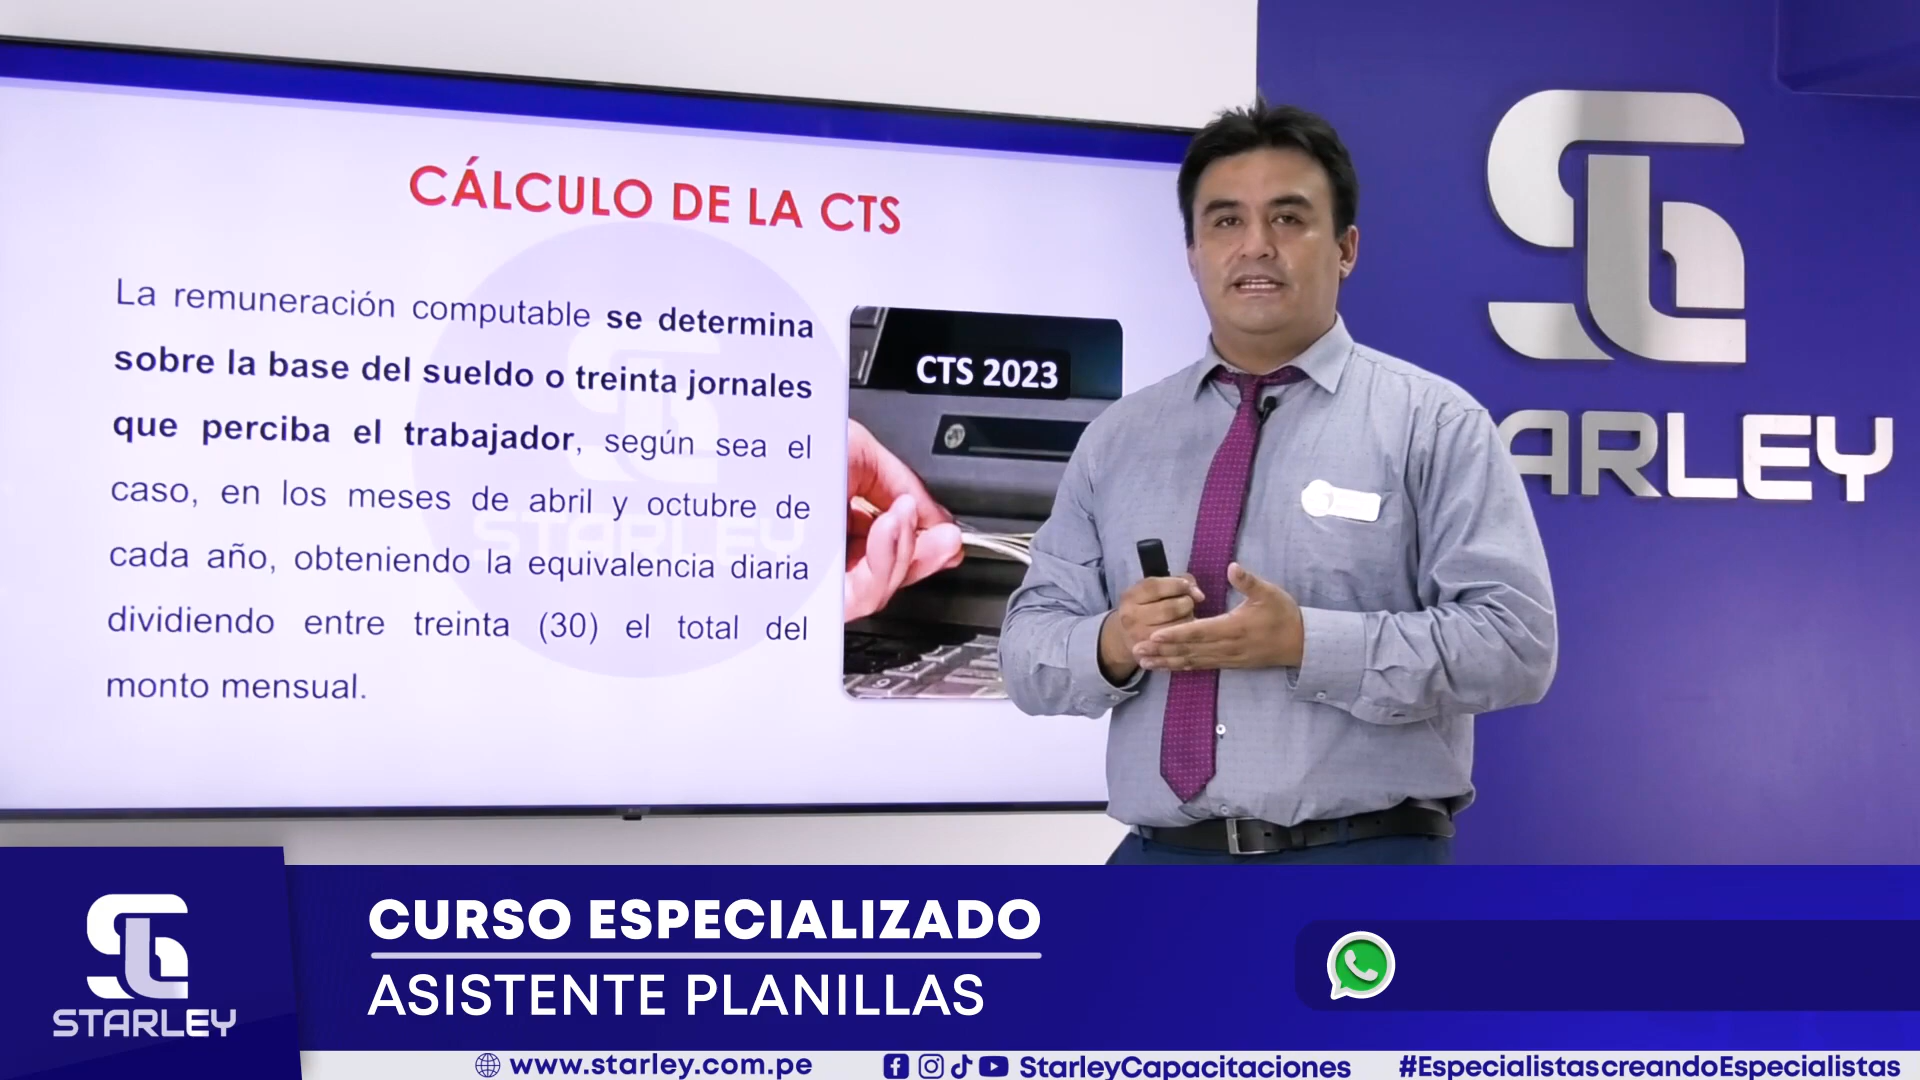 CÁLCULO DE LA CTS
La remuneración computable se determina
sobre la base del sueldo o treinta jornales
que perciba el trabajador, según sea el
caso, en los meses de abril y octubre de
cada año, obteniendo la equivalencia diaria
dividiendo entre treinta (30) el total del
monto mensual.
CTS 2023
STARLEY
ARLEY
CURSO ESPECIALIZADO
ASISTENTE PLANILLAS
STARLEY
www.starley.com.pe
StarleyCapacitaciones
#EspecialistascreandoEspecialistas